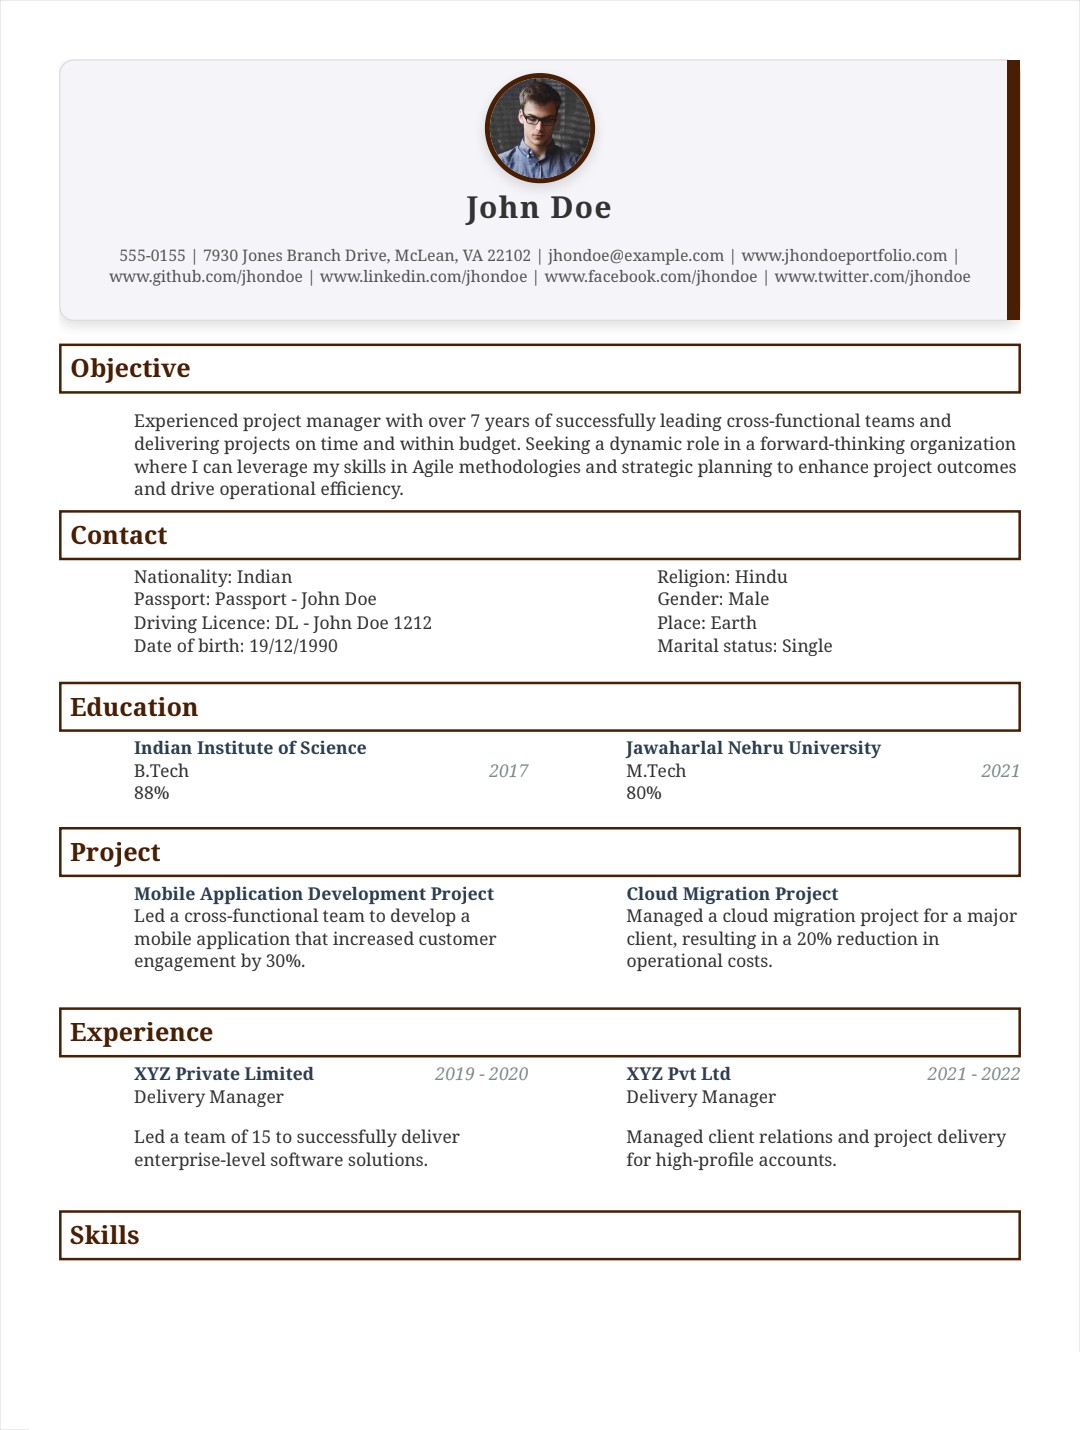 John Doe
555-0155 | 7930 Jones Branch Drive, McLean, VA 22102 | jhondoe@example.com | www.jhondoeportfolio.com |
www.github.com/jhondoe | www.linkedin.com/jhondoe | www.facebook.com/jhondoe | www.twitter.com/jhondoe
Objective
Experienced project manager with over 7 years of successfully leading cross-functional teams and
delivering projects on time and within budget. Seeking a dynamic role in a forward-thinking organization
where I can leverage my skills in Agile methodologies and strategic planning to enhance project outcomes
and drive operational efficiency.
Contact
Nationality: Indian
Passport: Passport - John Doe
Driving Licence: DL - John Doe 1212
Date of birth: 19/12/1990
Religion: Hindu
Gender: Male
Place: Earth
Marital status: Single
Education
Indian Institute of Science
B.Tech 2017
88%
Jawaharlal Nehru University
M.Tech 2021
80%
Project
Mobile Application Development Project
Led a cross-functional team to develop a
mobile application that increased customer
engagement by 30%.
Cloud Migration Project
Managed a cloud migration project for a major
client, resulting in a 20% reduction in
operational costs.
Experience
XYZ Private Limited 2019 - 2020
Delivery Manager
Led a team of 15 to successfully deliver
enterprise-level software solutions.
XYZ Pvt Ltd 2021 - 2022
Delivery Manager
Managed client relations and project delivery
for high-profile accounts.
Skills